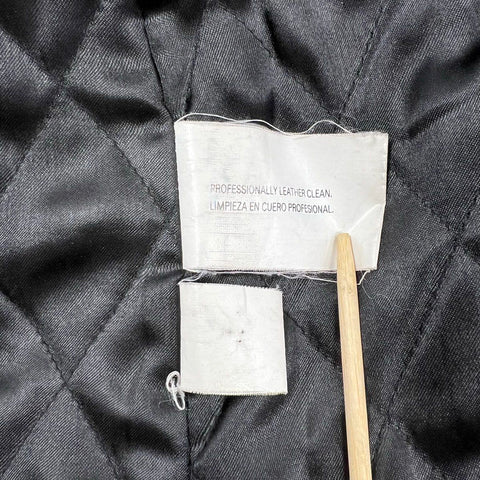 PROFESSIONALLY LEATHER CLEAN.
LIMPIEZA EN CUERO PROFESIONAL.